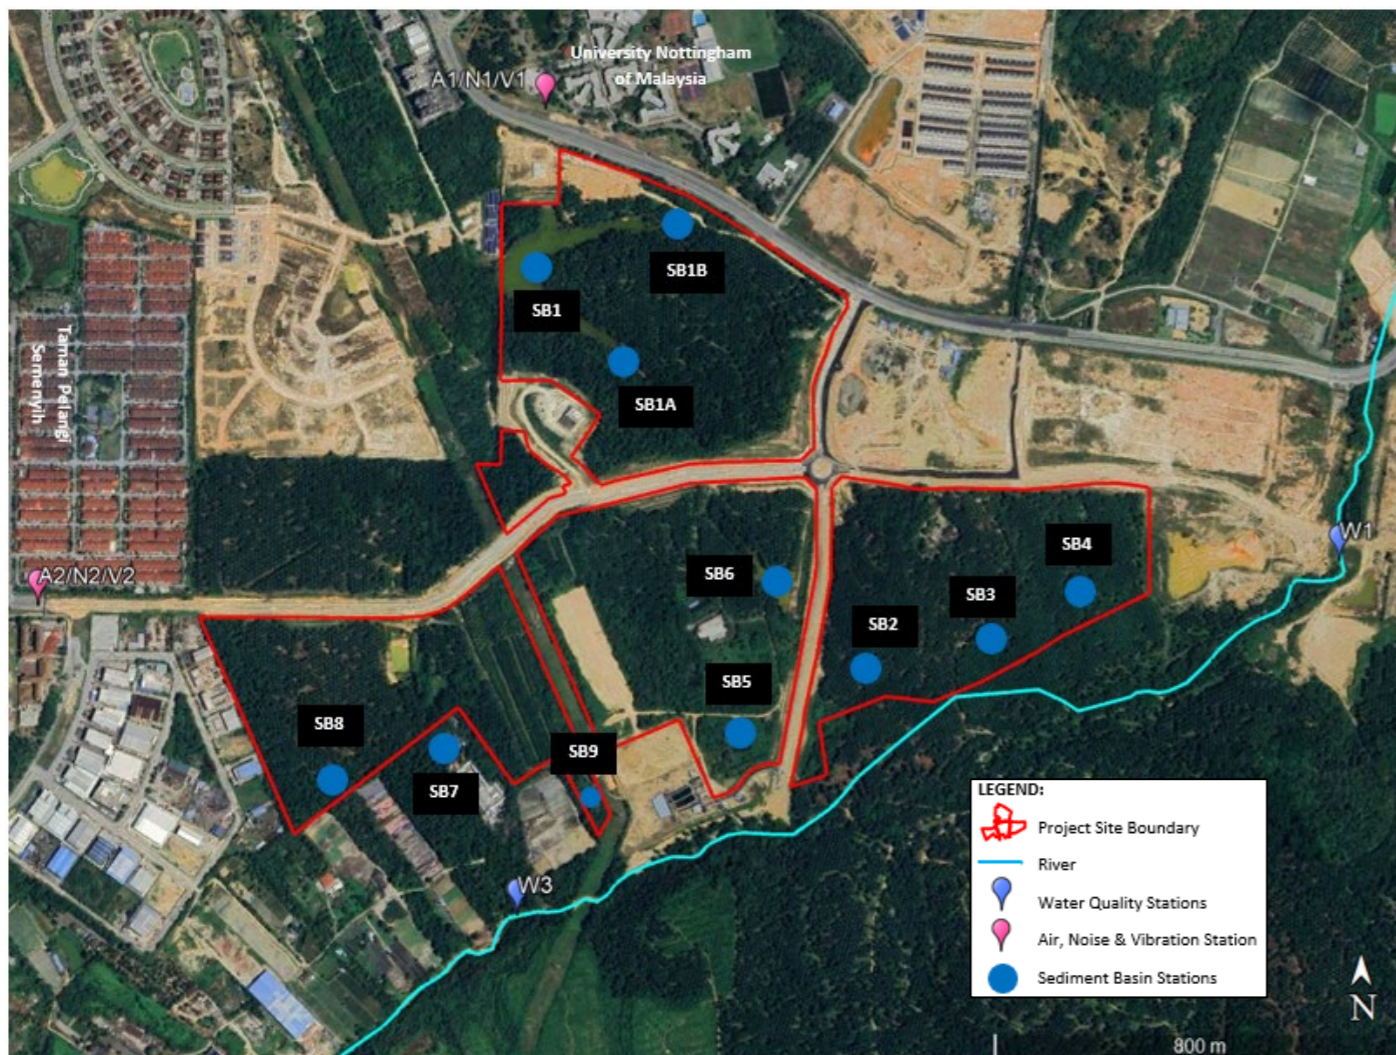 University Nottingham
of Malaysia
A1/N1/V1
SB1B
SB1
SB1A
Taman Pelangi
Semenyih
W1
SB4
SB6
A2/N2/V2
SB3
SB2
SB5
SB8
SB9
SB7
W3
LEGEND:
Project Site Boundary
River
Water Quality Stations
Air, Noise & Vibration Station
Sediment Basin Stations
N
800 m